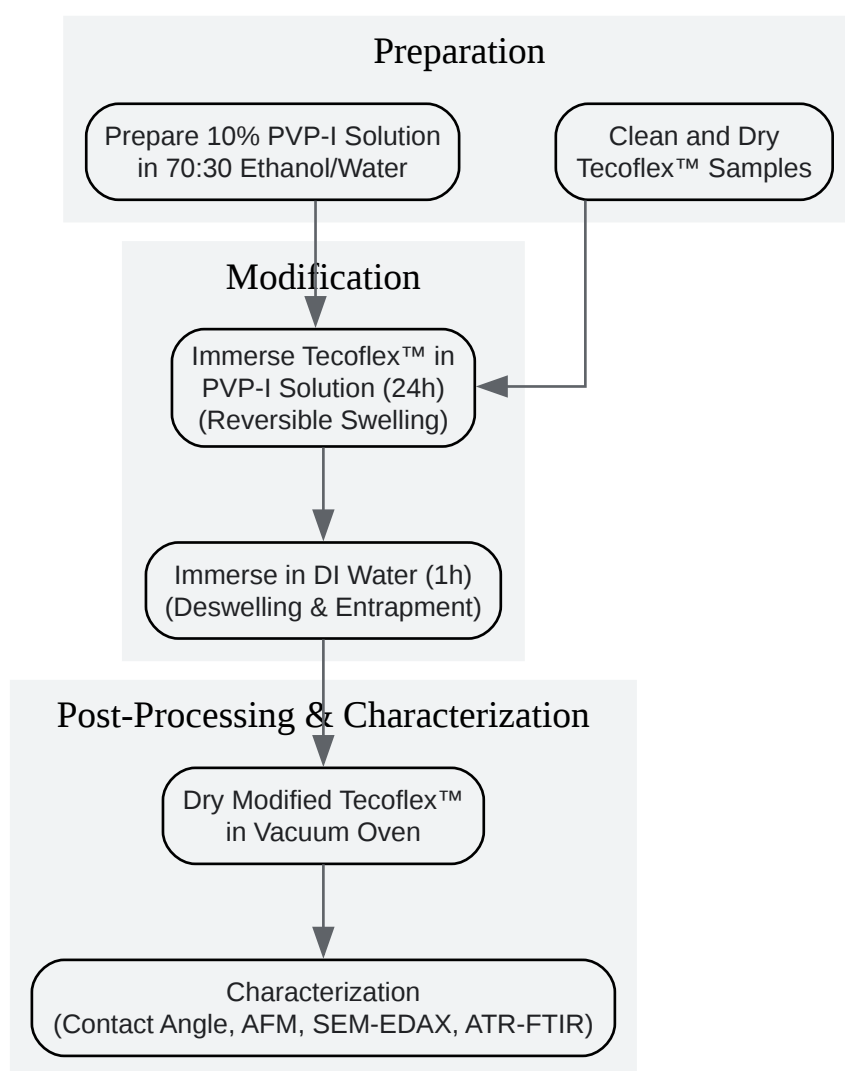 Preparation
Prepare 10% PVP-I Solution
in 70:30 Ethanol/Water
Clean and Dry
Tecoflex™ Samples
Modification
Immerse Tecoflex™ in
PVP-I Solution (24h)
(Reversible Swelling)
Immerse in DI Water (1h)
(Deswelling & Entrapment)
Post-Processing & Characterization
Dry Modified Tecoflex™
in Vacuum Oven
Characterization
(Contact Angle, AFM, SEM-EDAX, ATR-FTIR)